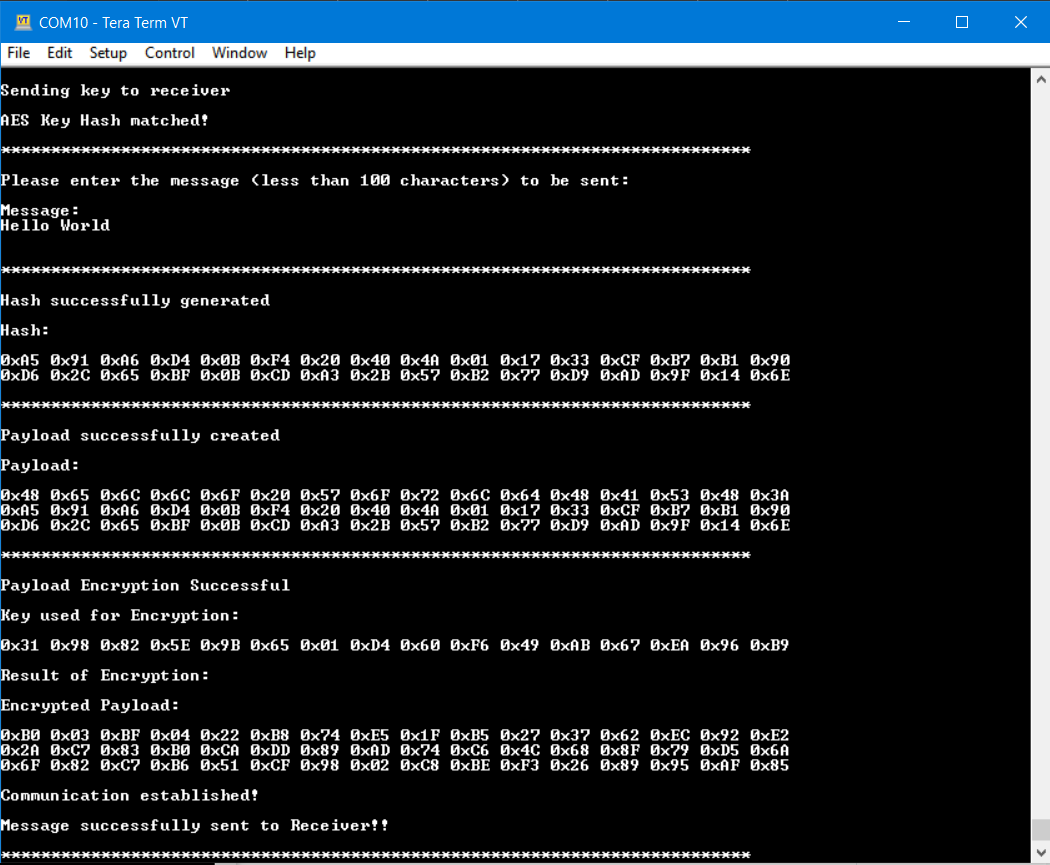 COM10 - Tera Term VT
File Edit Setup Control Window Help
Sending key to receiver
AES Key Hash matched!
***************************************************************************
Please enter the message (less than 100 characters) to be sent:
Message:
Hello World
***************************************************************************
Hash successfully generated
Hash:
0xA5 0x91 0xA6 0xD4 0x0B 0xF4 0x20 0x40 0x4A 0x01 0x17 0x33 0xCF 0xB7 0xB1 0x90
0xD6 0x2C 0x65 0xBF 0x0B 0xCD 0xA3 0x2B 0x57 0xB2 0x77 0xD9 0xAD 0x9F 0x14 0x6E
***************************************************************************
Payload successfully created
Payload:
0x48 0x65 0x6C 0x6C 0x6F 0x20 0x57 0x6F 0x72 0x6C 0x64 0x48 0x41 0x53 0x48 0x3A
0xA5 0x91 0xA6 0xD4 0x0B 0xF4 0x20 0x40 0x4A 0x01 0x17 0x33 0xCF 0xB7 0xB1 0x90
0xD6 0x2C 0x65 0xBF 0x0B 0xCD 0xA3 0x2B 0x57 0xB2 0x77 0xD9 0xAD 0x9F 0x14 0x6E
***************************************************************************
Payload Encryption Successful
Key used for Encryption:
0x31 0x98 0x82 0x5E 0x9B 0x65 0x01 0xD4 0x60 0xF6 0x49 0xAB 0x67 0xEA 0x96 0xB9
Result of Encryption:
Encrypted Payload:
0xB0 0x03 0xBF 0x04 0x22 0xB8 0x74 0xE5 0x1F 0xB5 0x27 0x37 0x62 0xEC 0x92 0xE2
0x2A 0xC7 0x83 0xB0 0xCA 0xDD 0x89 0xAD 0x74 0xC6 0x4C 0x68 0x8F 0x79 0xD5 0x6A
0x6F 0x82 0xC7 0xB6 0x51 0xCF 0x98 0x02 0xC8 0xBE 0xF3 0x26 0x89 0x95 0xAF 0x85
Communication established!
Message successfully sent to Receiver!!
***************************************************************************